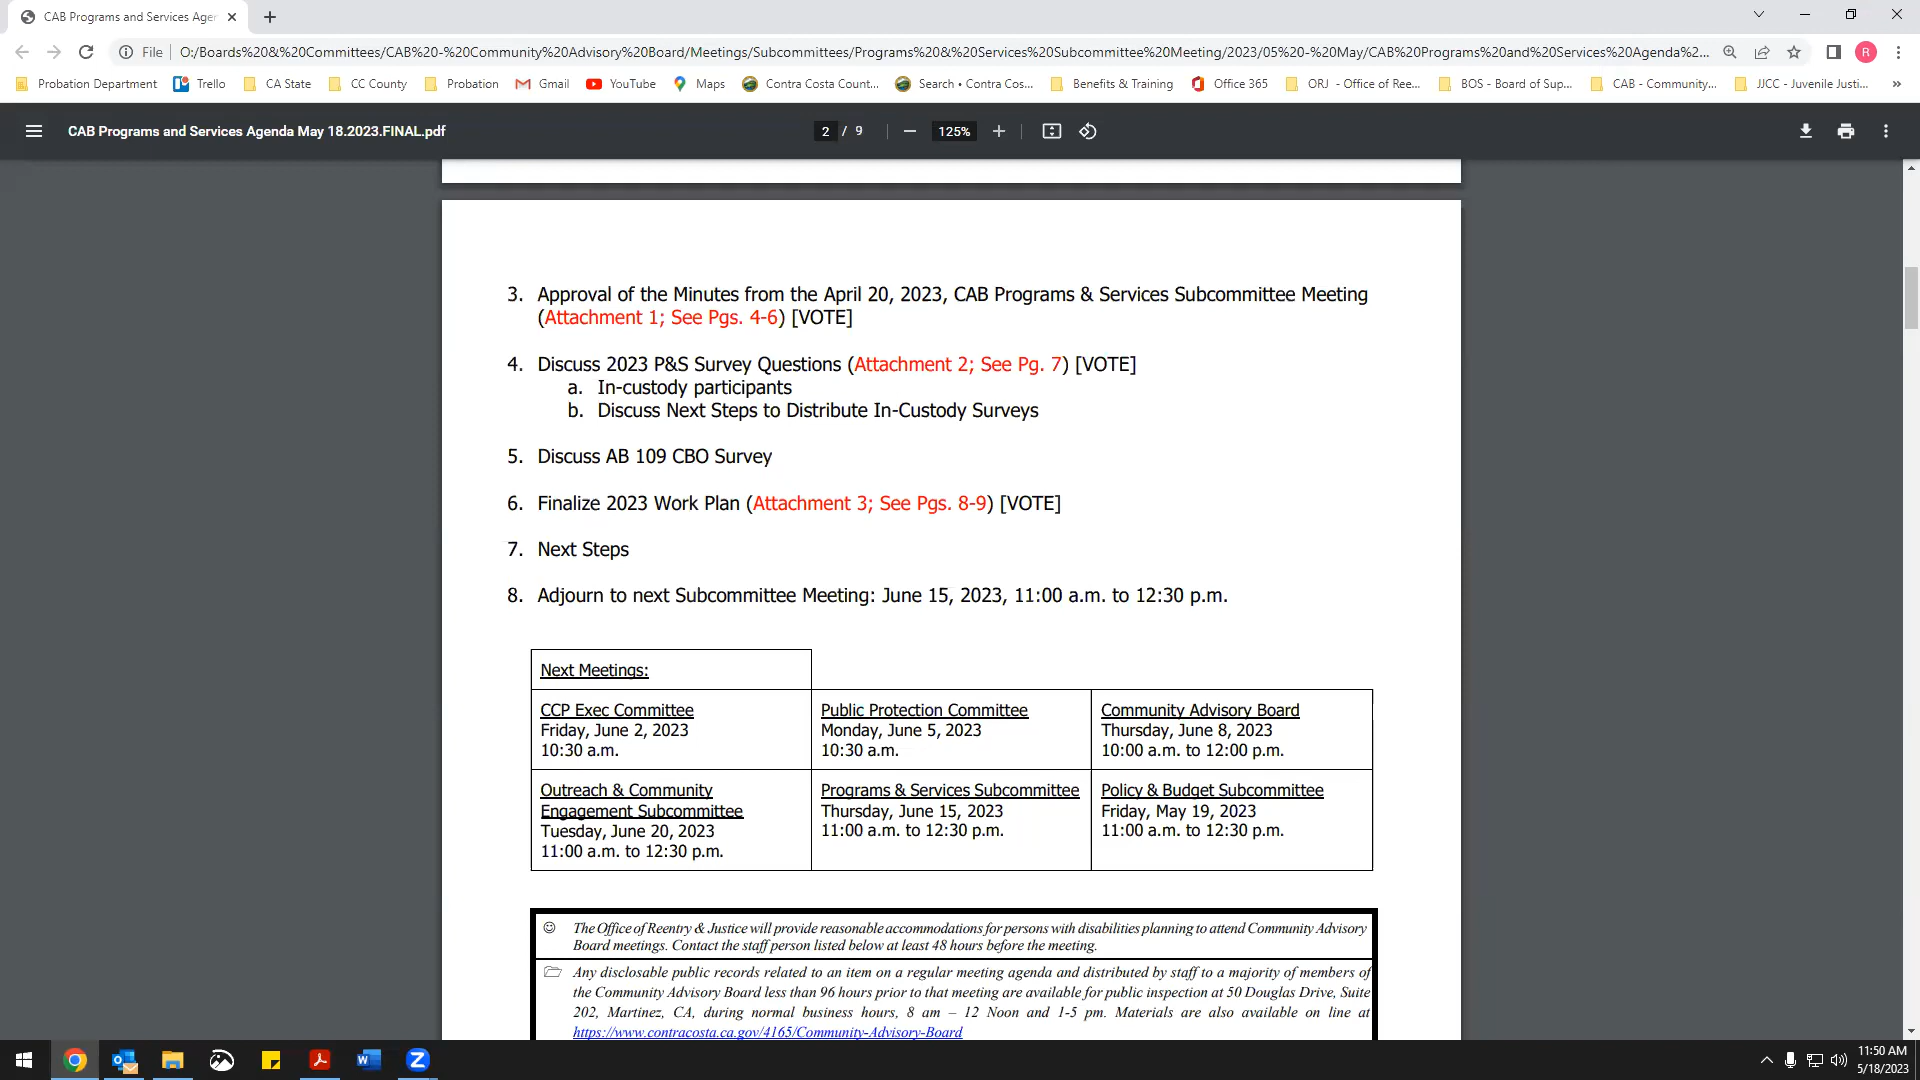 CAB Programs and Services Ager
File
O:/Boards%20&%20Committees/CAB%20-%20Community%20Advisory%20Board/Meetings/Subcommittees/Programs%20&%20Services%20Subcommittee%20Meeting/2023/05%20-%20May/CAB%20Programs%20and%20Services%20Agenda%2...
R
Probation Department Trello CA State CC County Probation Gmail YouTube Maps Contra Costa Count... Search • Contra Cos... Benefits & Training Office 365 ORJ - Office of Ree... BOS - Board of Sup... CAB - Community... JJCC - Juvenile Justi... »
CAB Programs and Services Agenda May 18.2023.FINAL.pdf
2 / 9
125%
3. Approval of the Minutes from the April 20, 2023, CAB Programs & Services Subcommittee Meeting
(Attachment 1; See Pgs. 4-6) [VOTE]
4. Discuss 2023 P&S Survey Questions (Attachment 2; See Pg. 7) [VOTE]
a. In-custody participants
b. Discuss Next Steps to Distribute In-Custody Surveys
5. Discuss AB 109 CBO Survey
6. Finalize 2023 Work Plan (Attachment 3; See Pgs. 8-9) [VOTE]
7. Next Steps
8. Adjourn to next Subcommittee Meeting: June 15, 2023, 11:00 a.m. to 12:30 p.m.
Next Meetings:
CCP Exec Committee
Friday, June 2, 2023
10:30 a.m.
Public Protection Committee
Monday, June 5, 2023
10:30 a.m.
Community Advisory Board
Thursday, June 8, 2023
10:00 a.m. to 12:00 p.m.
Outreach & Community
Engagement Subcommittee
Tuesday, June 20, 2023
11:00 a.m. to 12:30 p.m.
Programs & Services Subcommittee
Thursday, June 15, 2023
11:00 a.m. to 12:30 p.m.
Policy & Budget Subcommittee
Friday, May 19, 2023
11:00 a.m. to 12:30 p.m.
The Office of Reentry & Justice will provide reasonable accommodations for persons with disabilities planning to attend Community Advisory
Board meetings. Contact the staff person listed below at least 48 hours before the meeting.
Any disclosable public records related to an item on a regular meeting agenda and distributed by staff to a majority of members of
the Community Advisory Board less than 96 hours prior to that meeting are available for public inspection at 50 Douglas Drive, Suite
202, Martinez, CA, during normal business hours, 8 am – 12 Noon and 1-5 pm. Materials are also available on line at
https://www.contracosta.ca.gov/4165/Community-Advisory-Board
11:50 AM
5/18/2023